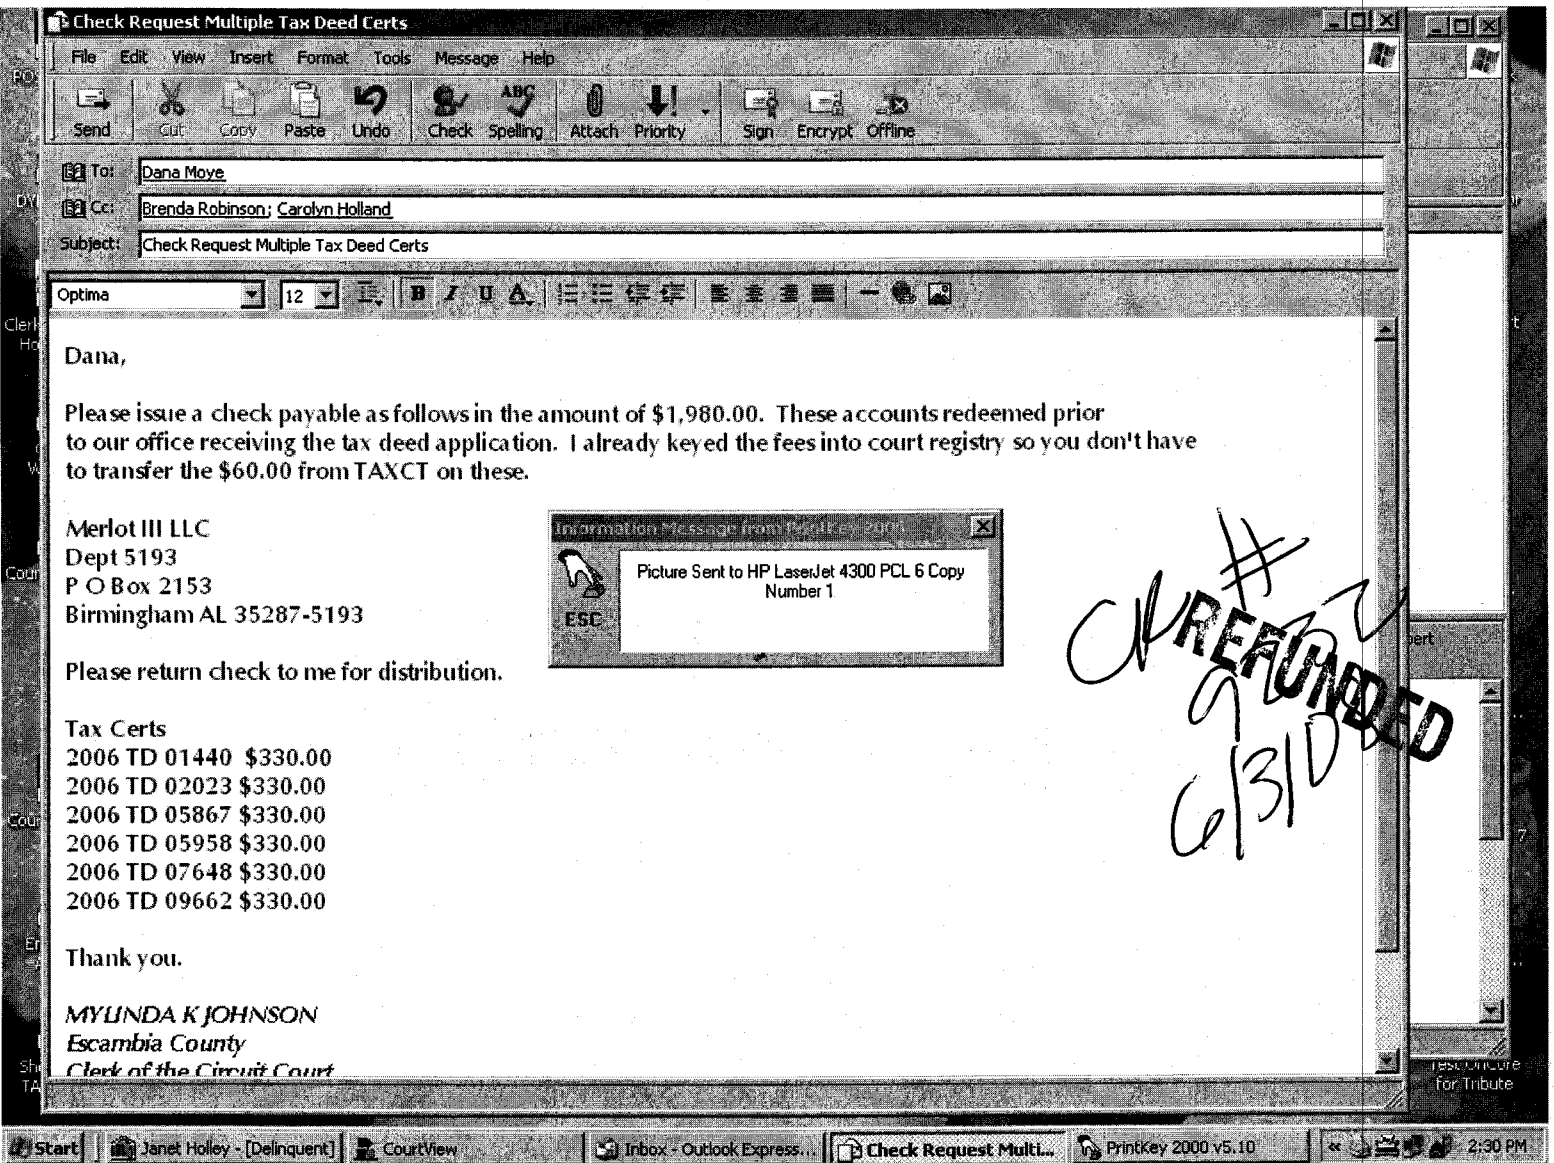 Check Request Multiple Tax Deed Certs
File Edit View Insert Format Tools Message Help
ABC
Send Cut Copy Paste Undo Check Spelling Attach Priority Sign Encrypt Offline
To: Dana Moye
Cc: Brenda Robinson; Carolyn Holland
Subject: Check Request Multiple Tax Deed Certs
Optima 12 B I U A
Dana,
Please issue a check payable as follows in the amount of $1,980.00. These accounts redeemed prior
to our office receiving the tax deed application. I already keyed the fees into court registry so you don't have
to transfer the $60.00 from TAXCT on these.
Merlot III LLC
Dept 5193
P O Box 2153
Birmingham AL 35287-5193
Information Message from PrintKey 2000
Picture Sent to HP LaserJet 4300 PCL 6 Copy
Number 1
ESC
Please return check to me for distribution.
Tax Certs
2006 TD 01440 $330.00
2006 TD 02023 $330.00
2006 TD 05867 $330.00
2006 TD 05958 $330.00
2006 TD 07648 $330.00
2006 TD 09662 $330.00
#
REFUNDED
Thank you.
MYLINDA K JOHNSON
Escambia County
Clerk of the Circuit Court
for Tribute
Start Janet Holley - [Delinquent] CourtView Inbox - Outlook Express... Check Request Multi... PrintKey 2000 v5.10 « 2:30 PM